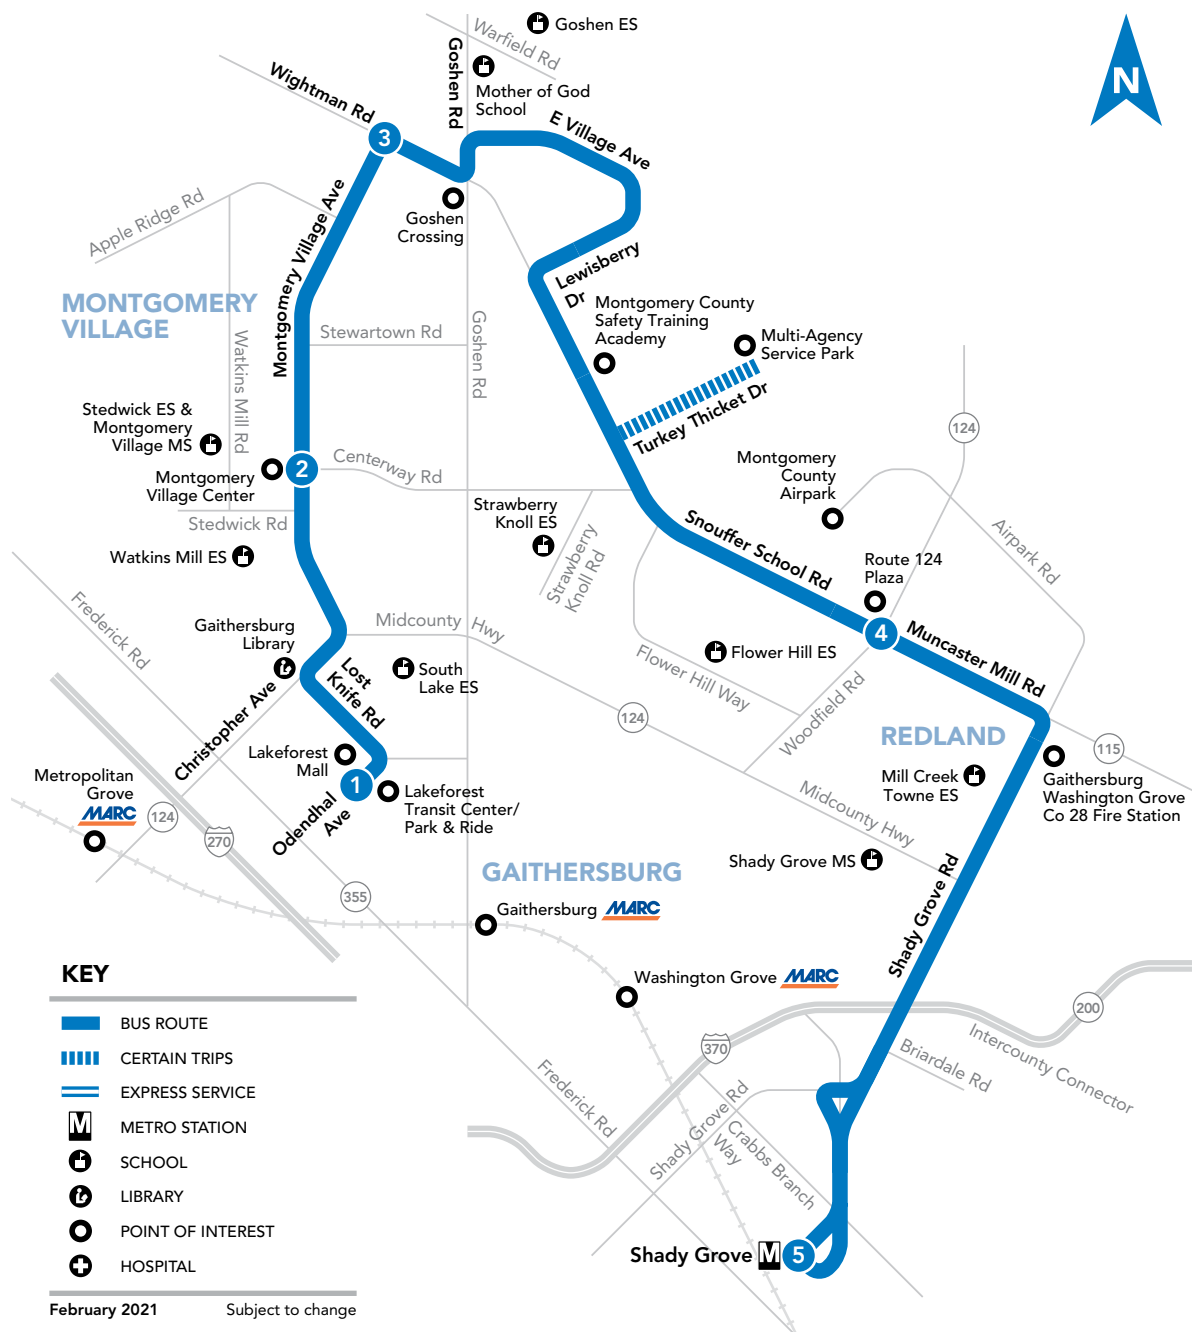 Goshen ES
Warfield Rd
Goshen Rd
Mother of God
School
N
Wightman Rd
3
E Village Ave
Goshen
Crossing
Apple Ridge Rd
Montgomery Village Ave
Lewisberry
Dr
MONTGOMERY
VILLAGE
Stewartown Rd
Goshen Rd
Watkins Mill Rd
Montgomery County
Safety Training
Academy
Multi-Agency
Service Park
Turkey Thicket Dr
Stedwick ES &
Montgomery
Village MS
Montgomery
Village Center
2
Centerway Rd
124
Montgomery
County
Airpark
Strawberry
Knoll ES
Stedwick Rd
Watkins Mill ES
Snouffer School Rd
Airpark Rd
Strawberry
Knoll Rd
Route 124
Plaza
Frederick Rd
Gaithersburg
Library
Midcounty Hwy
4
Muncaster Mill Rd
Flower Hill ES
Flower Hill Way
Lost
Knife Rd
South
Lake ES
Christopher Ave
Woodfield Rd
124
REDLAND
115
Lakeforest
Mall
1
Metropolitan
Grove
MARC
124
270
Odendhal
Ave
Lakeforest
Transit Center/
Park & Ride
Mill Creek
Towne ES
Gaithersburg
Washington Grove
Co 28 Fire Station
Midcounty Hwy
Shady Grove MS
GAITHERSBURG
355
Gaithersburg MARC
Shady Grove Rd
Washington Grove MARC
KEY
BUS ROUTE
CERTAIN TRIPS
EXPRESS SERVICE
M METRO STATION
SCHOOL
LIBRARY
POINT OF INTEREST
HOSPITAL
February 2021 Subject to change
200
370
Intercounty Connector
Briardale Rd
Frederick Rd
Shady Grove Rd
Crabbs Branch
Way
Shady Grove M 5